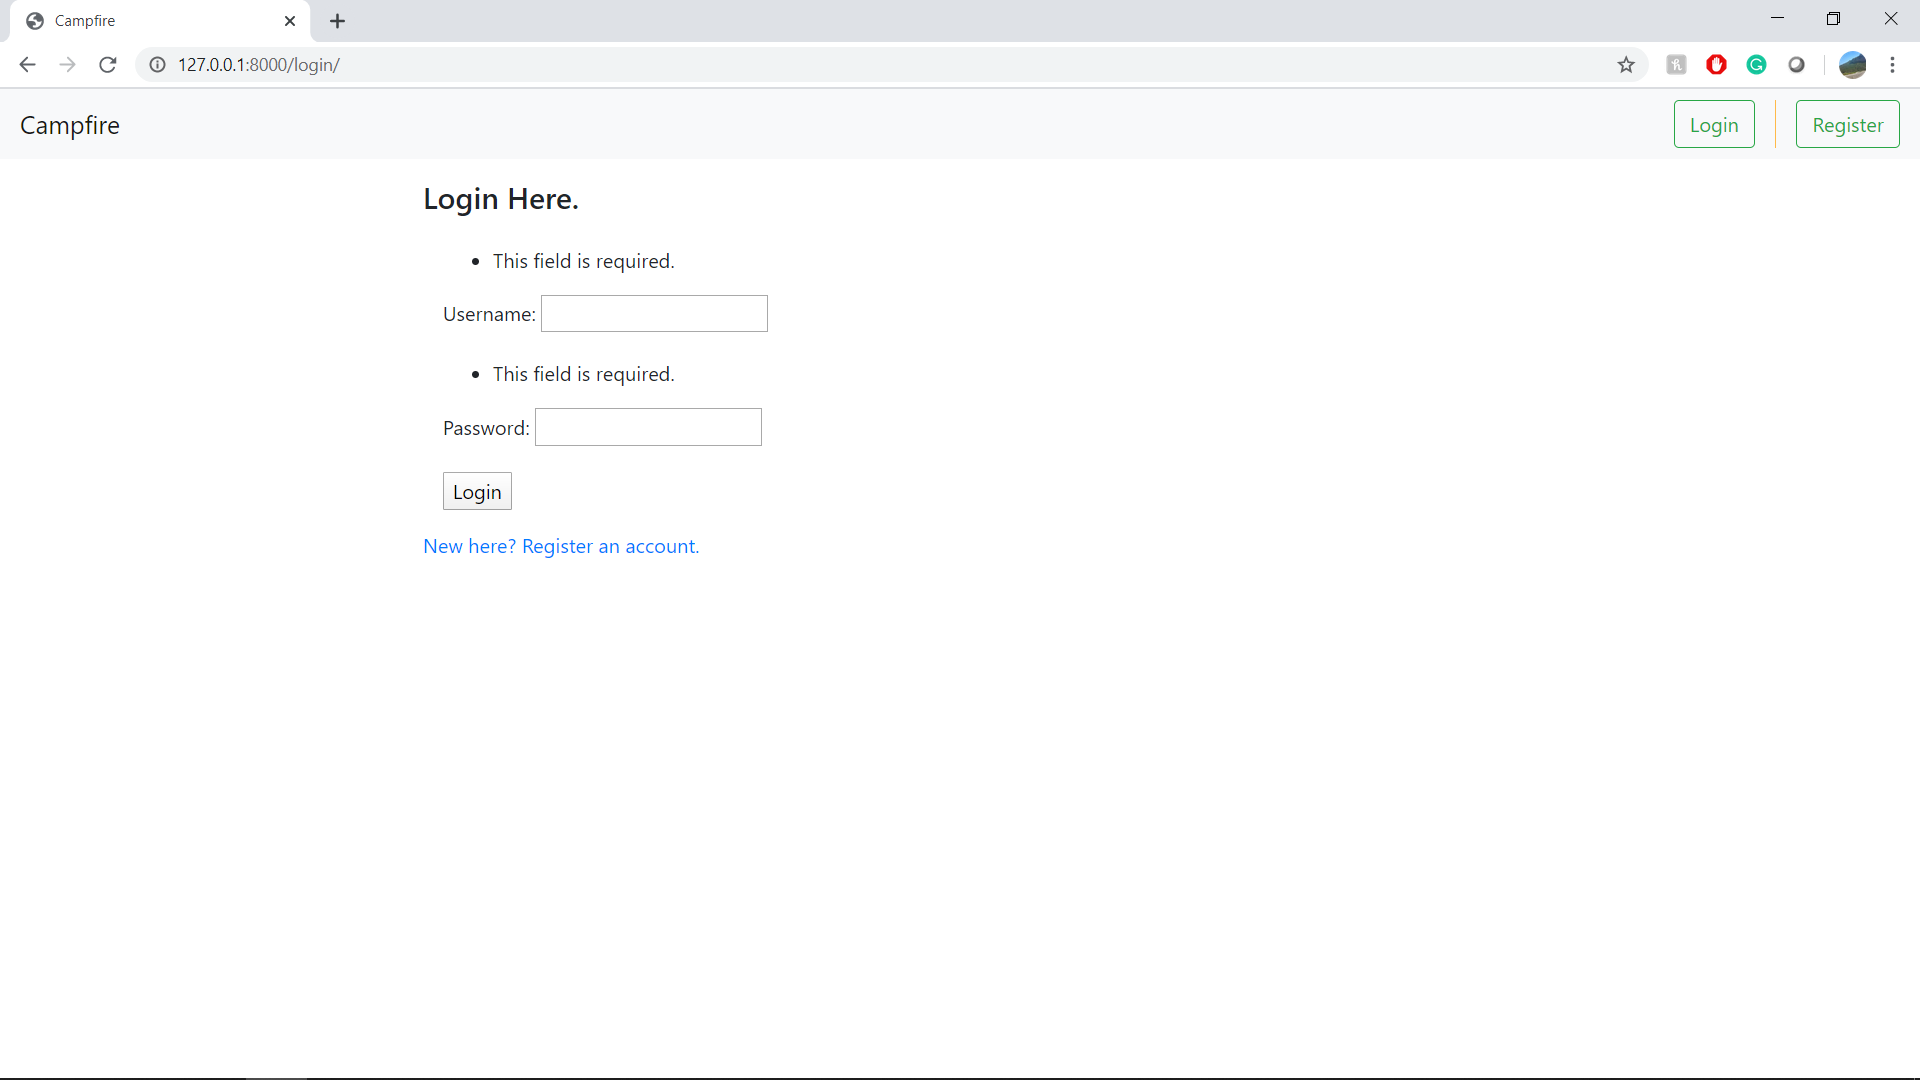 Campfire
127.0.0.1:8000/login/
Campfire
Login
Register
Login Here.
• This field is required.
Username:
• This field is required.
Password:
Login
New here? Register an account.